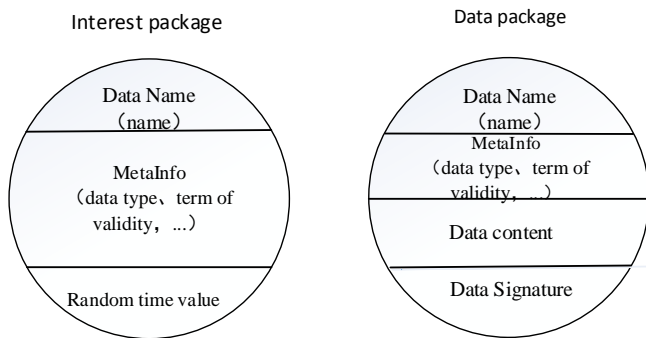 Interest package
Data Name
（name）
MetaInfo
（data type、term of
validity，...）
Random time value
Data package
Data Name
（name）
MetaInfo
（data type、term of
validity，...）
Data content
Data Signature